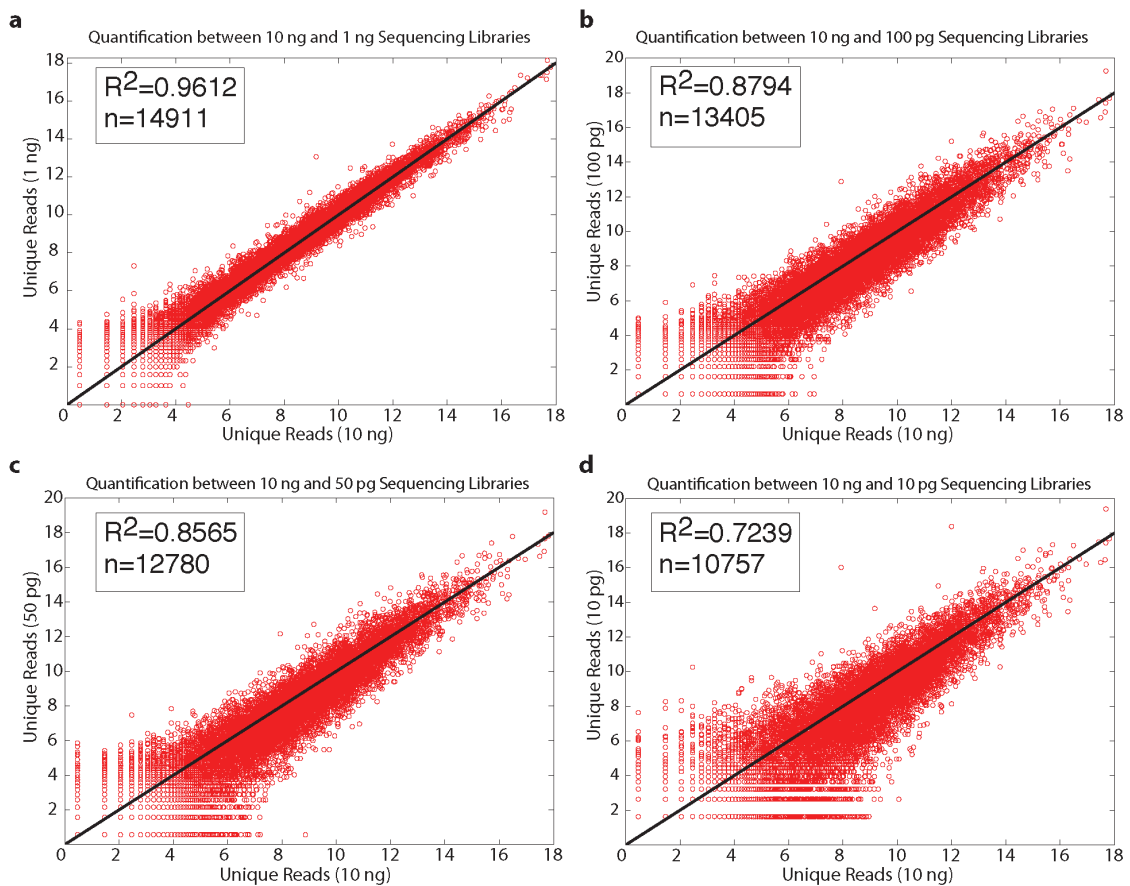 a
Quantification between 10 ng and 1 ng Sequencing Libraries
R2=0.9612
n=14911
18
16
14
12
10
8
6
4
2
0 2 4 6 8 10 12 14 16 18
Unique Reads (1 ng)
Unique Reads (10 ng)
b
Quantification between 10 ng and 100 pg Sequencing Libraries
R2=0.8794
n=13405
20
18
16
14
12
10
8
6
4
2
0 2 4 6 8 10 12 14 16 18
Unique Reads (100 pg)
Unique Reads (10 ng)
c
Quantification between 10 ng and 50 pg Sequencing Libraries
R2=0.8565
n=12780
20
18
16
14
12
10
8
6
4
2
0 2 4 6 8 10 12 14 16 18
Unique Reads (50 pg)
Unique Reads (10 ng)
d
Quantification between 10 ng and 10 pg Sequencing Libraries
R2=0.7239
n=10757
20
18
16
14
12
10
8
6
4
2
0 2 4 6 8 10 12 14 16 18
Unique Reads (10 pg)
Unique Reads (10 ng)